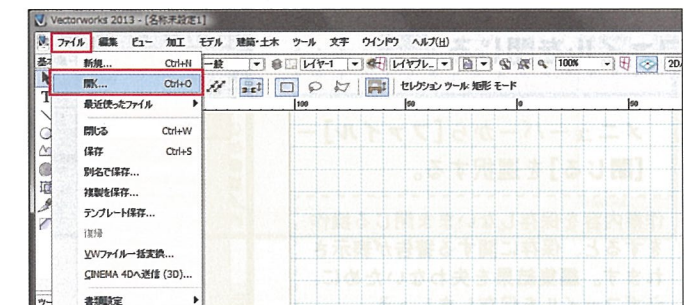 Vectorworks 2013 - [名称未設定1]
ファイル 編集 ビュー 加工 モデル 建築・土木 ツール 文字 ウインドウ ヘルプ(H)
新規... Ctrl+N
一般 レイヤ-1 100%
開く... Ctrl+O
セレクション ツール: 矩形 モード
最近使ったファイル
100 50 0 50
閉じる Ctrl+W
保存 Ctrl+S
別名で保存...
複製を保存...
テンプレート保存...
復帰
VWファイル一括変換...
CINEMA 4Dへ送信 (3D)...
書類設定